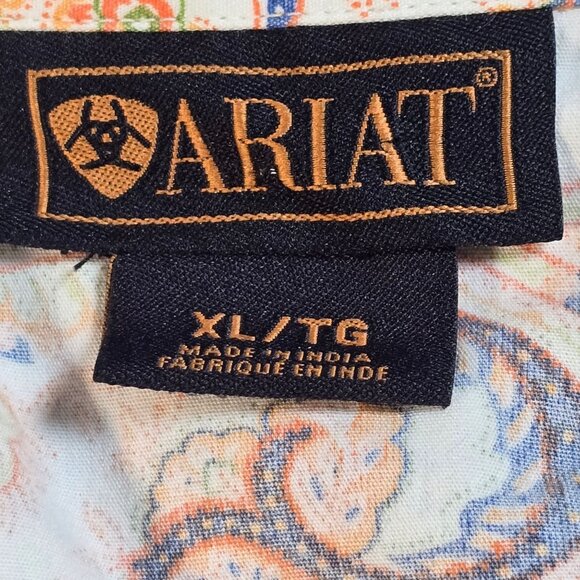 ARIAT®
XL/TG
MADE IN INDIA
FABRIQUE EN INDE